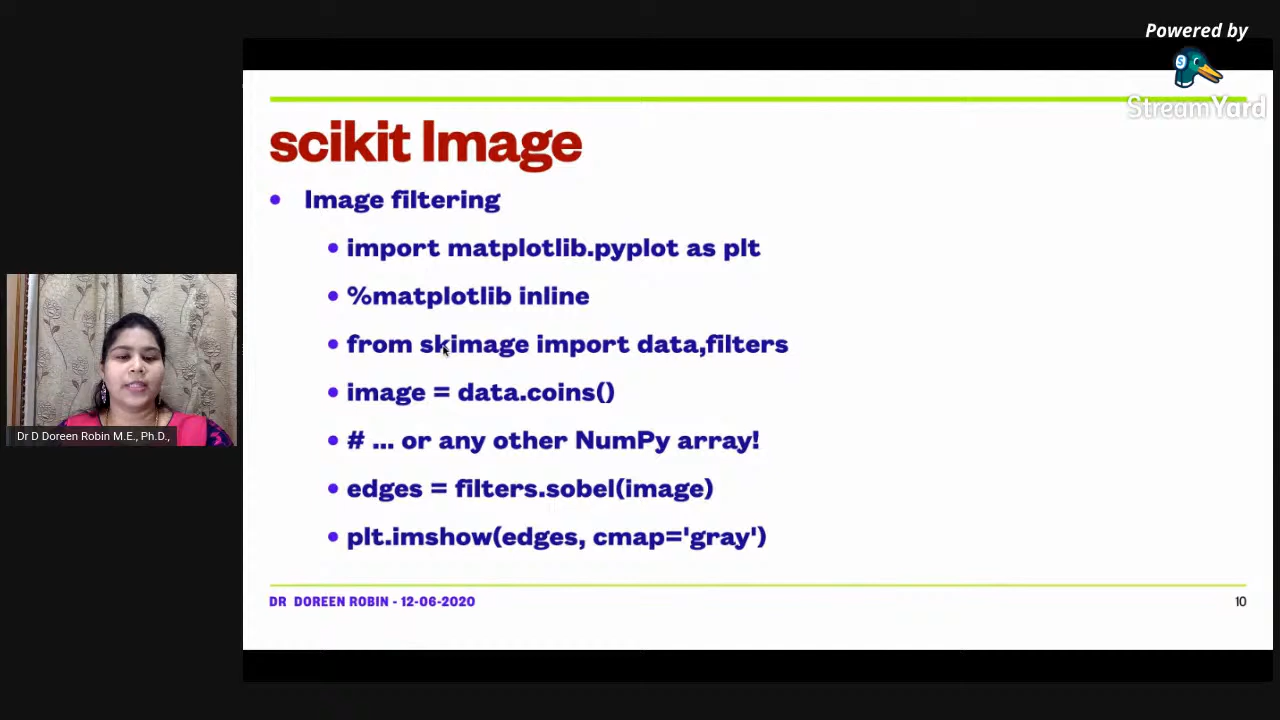 Powered by
StreamYard
scikit Image
• Image filtering
• import matplotlib.pyplot as plt
• %matplotlib inline
• from skimage import data,filters
• image = data.coins()
• # ... or any other NumPy array!
• edges = filters.sobel(image)
• plt.imshow(edges, cmap='gray')
Dr D Doreen Robin M.E., Ph.D.,
DR DOREEN ROBIN - 12-06-2020
10